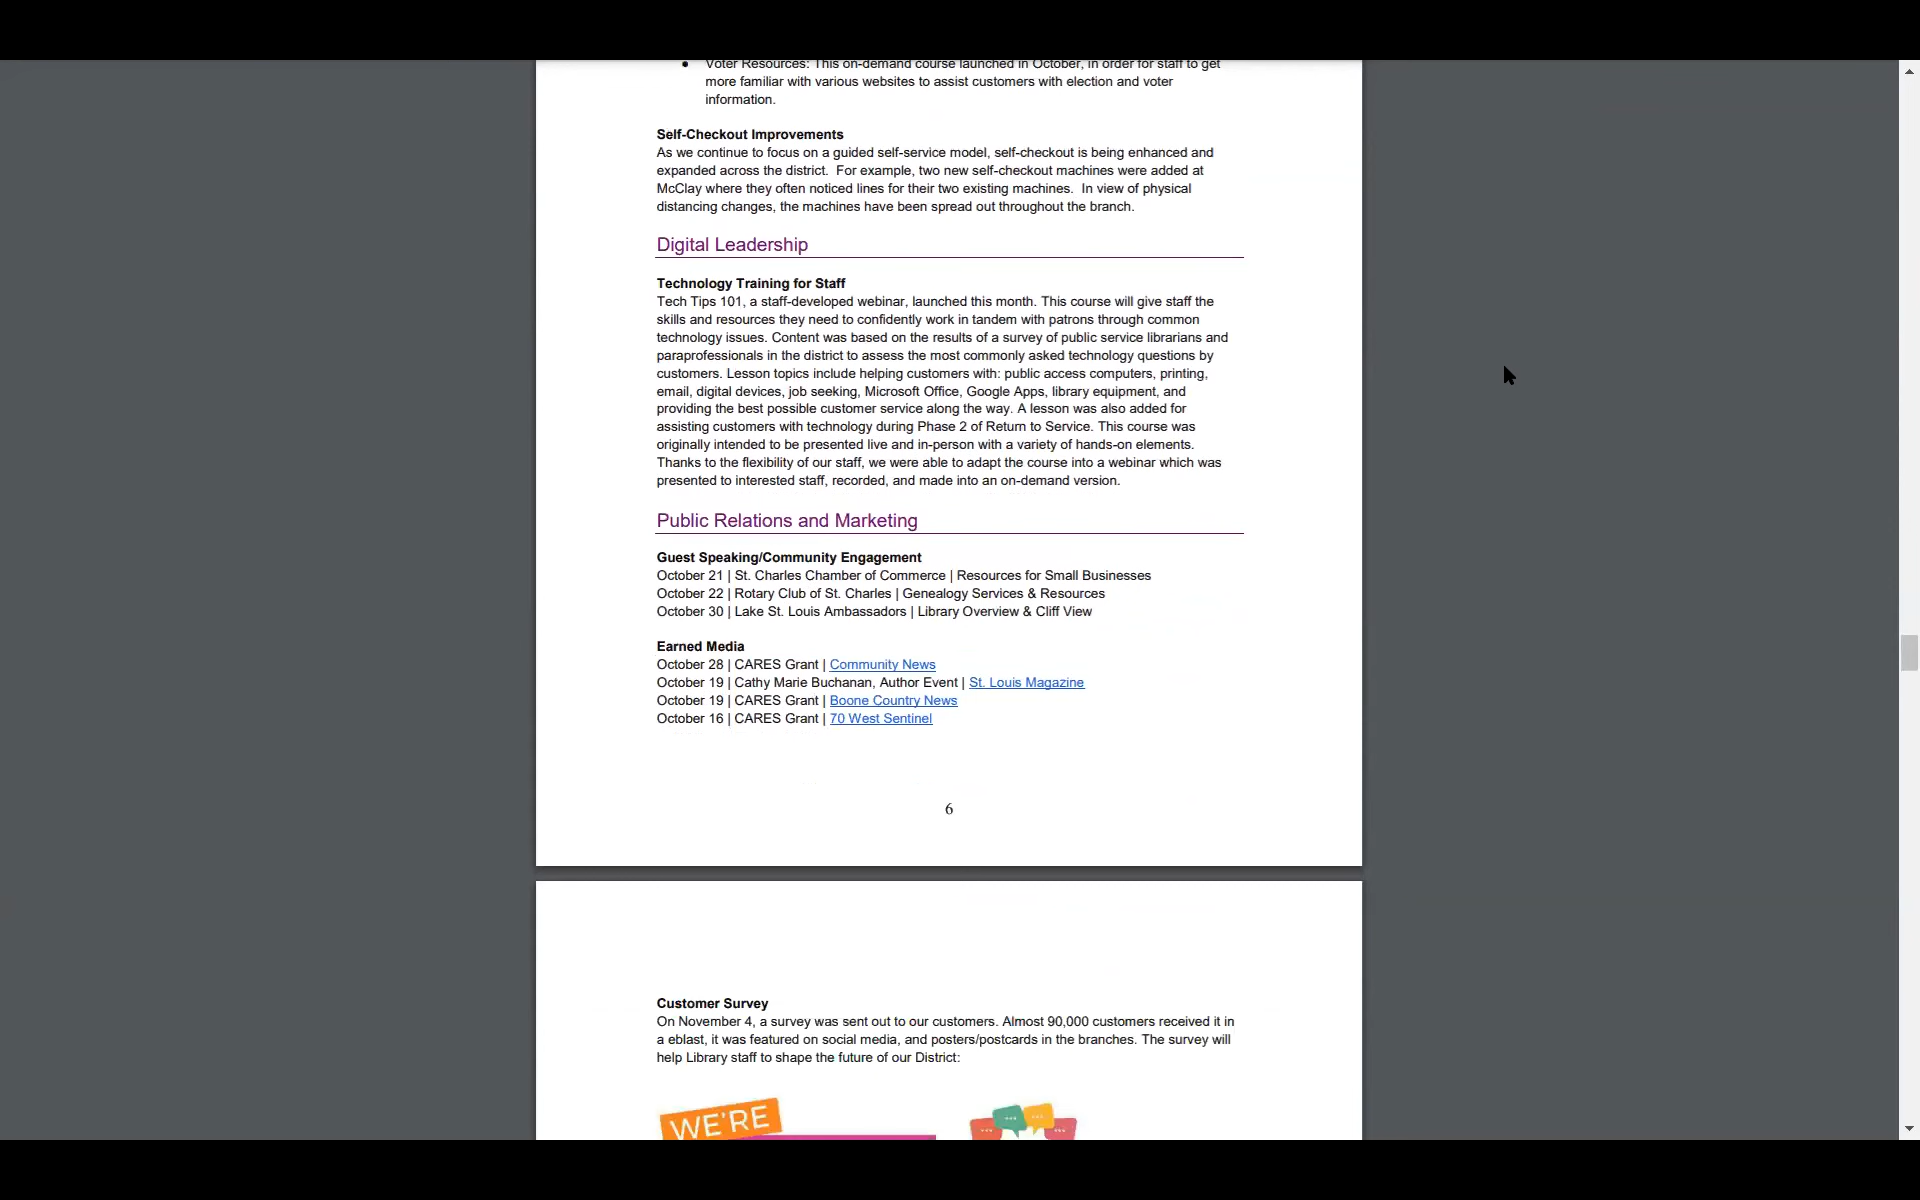 Voter Resources: This on-demand course launched in October, in order for staff to get
more familiar with various websites to assist customers with election and voter
information.
Self-Checkout Improvements
As we continue to focus on a guided self-service model, self-checkout is being enhanced and
expanded across the district.  For example, two new self-checkout machines were added at
McClay where they often noticed lines for their two existing machines.  In view of physical
distancing changes, the machines have been spread out throughout the branch.
Digital Leadership
Technology Training for Staff
Tech Tips 101, a staff-developed webinar, launched this month. This course will give staff the
skills and resources they need to confidently work in tandem with patrons through common
technology issues. Content was based on the results of a survey of public service librarians and
paraprofessionals in the district to assess the most commonly asked technology questions by
customers. Lesson topics include helping customers with: public access computers, printing,
email, digital devices, job seeking, Microsoft Office, Google Apps, library equipment, and
providing the best possible customer service along the way. A lesson was also added for
assisting customers with technology during Phase 2 of Return to Service. This course was
originally intended to be presented live and in-person with a variety of hands-on elements.
Thanks to the flexibility of our staff, we were able to adapt the course into a webinar which was
presented to interested staff, recorded, and made into an on-demand version.
Public Relations and Marketing
Guest Speaking/Community Engagement
October 21 | St. Charles Chamber of Commerce | Resources for Small Businesses
October 22 | Rotary Club of St. Charles | Genealogy Services & Resources
October 30 | Lake St. Louis Ambassadors | Library Overview & Cliff View
Earned Media
October 28 | CARES Grant | Community News
October 19 | Cathy Marie Buchanan, Author Event | St. Louis Magazine
October 19 | CARES Grant | Boone Country News
October 16 | CARES Grant | 70 West Sentinel
6
Customer Survey
On November 4, a survey was sent out to our customers. Almost 90,000 customers received it in
a eblast, it was featured on social media, and posters/postcards in the branches. The survey will
help Library staff to shape the future of our District:
WE'RE